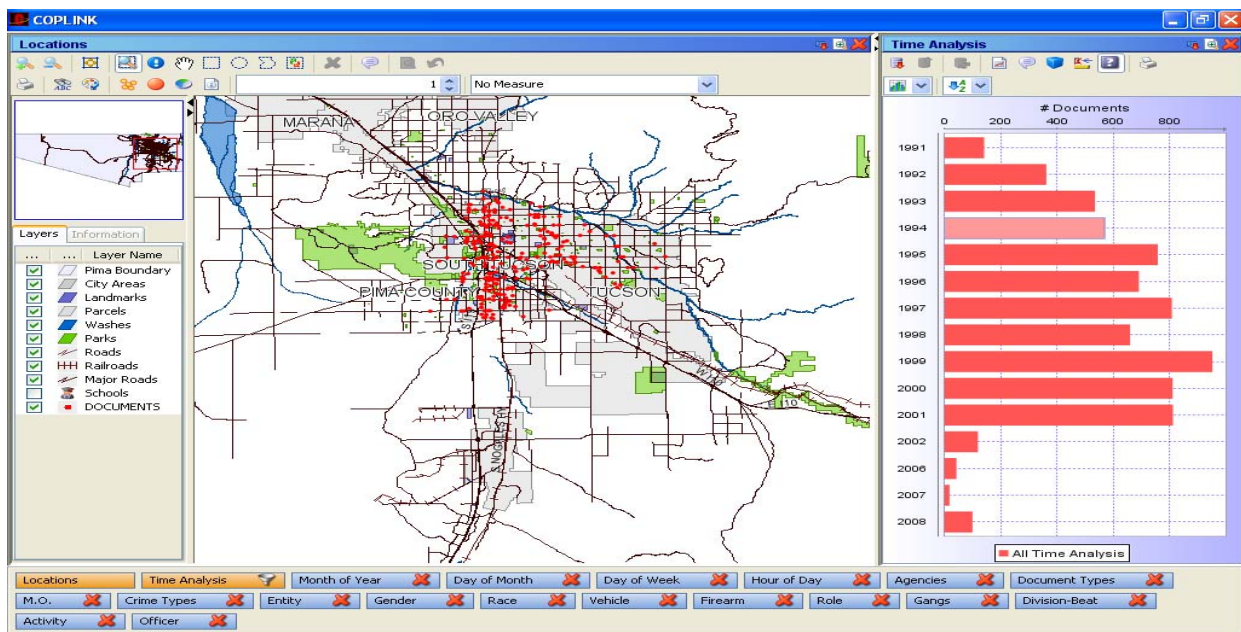 COPLINK
Locations
1 No Measure
MARANA
ORO VALLEY
SOUTH TUCSON
PIMA COUNTY
TUCSON
I 10
S NOGALES HY
Layers Information
... ... Layer Name
Pima Boundary
City Areas
Landmarks
Parcels
Washes
Parks
Roads
Railroads
Major Roads
Schools
DOCUMENTS
Time Analysis
# Documents
0 200 400 600 800
1991
1992
1993
1994
1995
1996
1997
1998
1999
2000
2001
2002
2006
2007
2008
All Time Analysis
Locations Time Analysis Month of Year Day of Month Day of Week Hour of Day Agencies Document Types
M.O. Crime Types Entity Gender Race Vehicle Firearm Role Gangs Division-Beat
Activity Officer